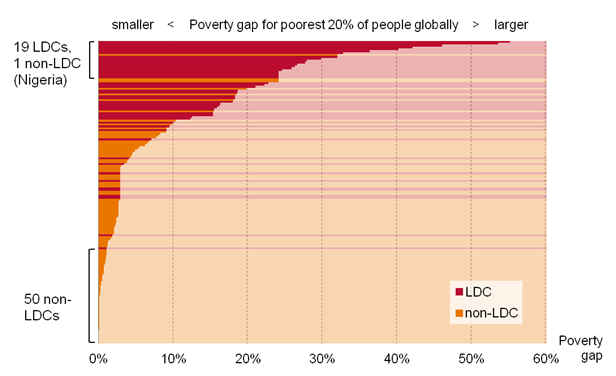 smaller < Poverty gap for poorest 20% of people globally > larger
19 LDCs,
1 non-LDC
(Nigeria)
50 non-
LDCs
LDC
non-LDC
0% 10% 20% 30% 40% 50% 60%
Poverty
gap